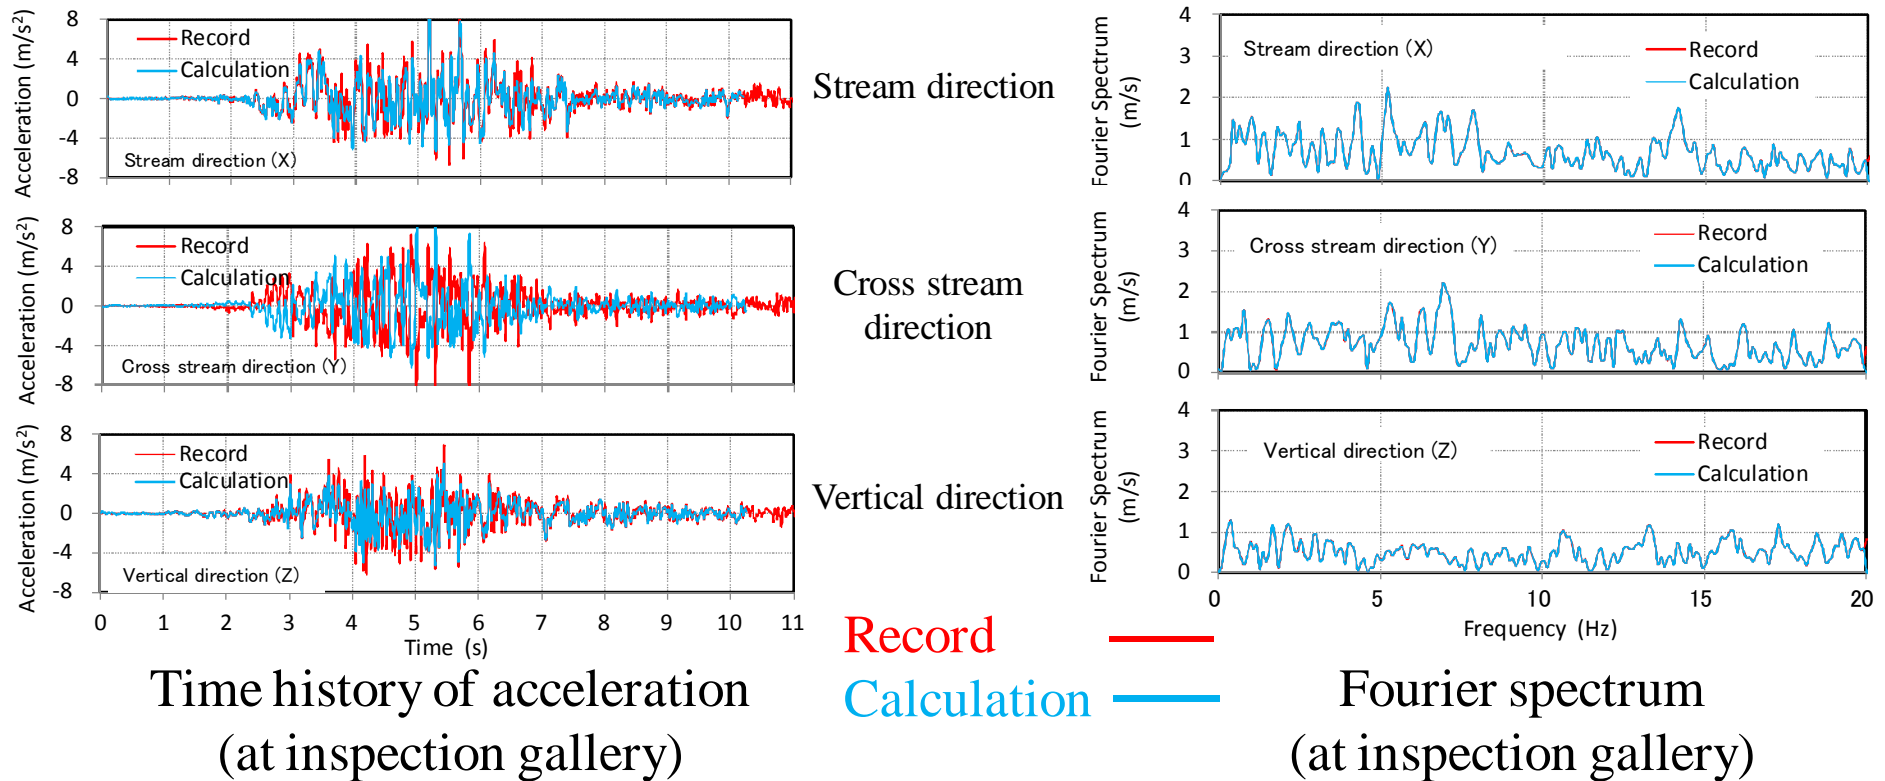 Acceleration (m/s²)
8
4
0
-4
-8
Record
Calculation
Stream direction (X)
Acceleration (m/s²)
8
4
0
-4
-8
Record
Calculation
Cross stream direction (Y)
Acceleration (m/s²)
8
4
0
-4
-8
Record
Calculation
Vertical direction (Z)
0 1 2 3 4 5 6 7 8 9 10 11
Time (s)
Time history of acceleration
(at inspection gallery)
Stream direction
Cross stream
direction
Vertical direction
Record
Calculation
Fourier Spectrum
(m/s)
4
3
2
1
0
Stream direction (X)
Record
Calculation
Fourier Spectrum
(m/s)
4
3
2
1
0
Cross stream direction (Y)
Record
Calculation
Fourier Spectrum
(m/s)
4
3
2
1
0
Vertical direction (Z)
Record
Calculation
0 5 10 15 20
Frequency (Hz)
Fourier spectrum
(at inspection gallery)